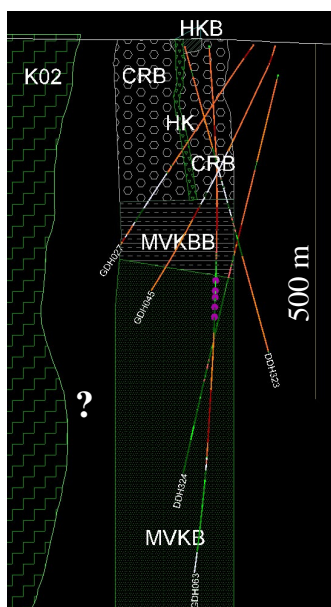 HKB
K02
CRB
HK
CRB
MVKBB
GDH027
GDH045
500 m
DDH323
?
DDH324
MVKB
GDH063